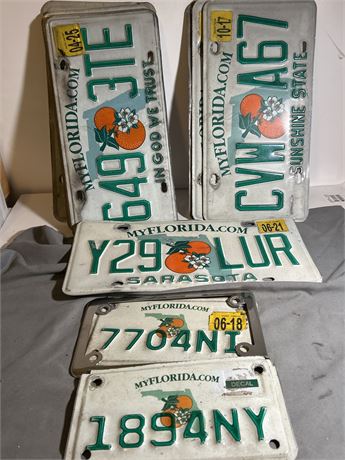 04-25
MYFLORIDA.COM
649 3TE
IN GOD WE TRUST
10-17
MYFLORIDA.COM
CVW A67
SUNSHINE STATE
06-21
MYFLORIDA.COM
Y29 LUR
SARASOTA
MYFLORIDA.COM
06-18
7704NI
MYFLORIDA.COM
DECAL
1894NY